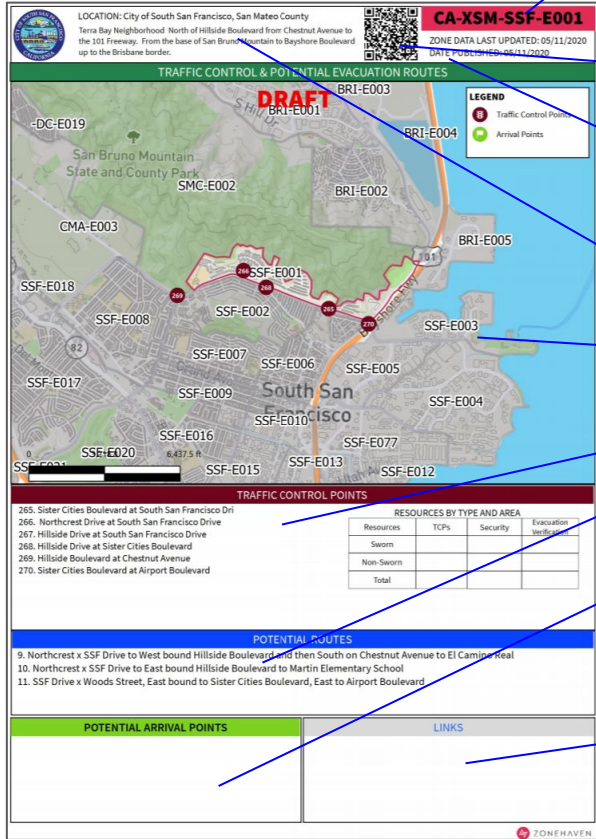 LOCATION: City of South San Francisco, San Mateo County
Terra Bay Neighborhood North of Hillside Boulevard from Chestnut Avenue to
the 101 Freeway. From the base of San Bruno Mountain to Bayshore Boulevard
up to the Brisbane border.
CA-XSM-SSF-E001
ZONE DATA LAST UPDATED: 05/11/2020
DATE PUBLISHED: 05/11/2020
TRAFFIC CONTROL & POTENTIAL EVACUATION ROUTES
DRAFT
LEGEND
Traffic Control Points
Arrival Points
BRI-E003
BRI-E001
S Hill Dr
-DC-E019
BRI-E004
San Bruno Mountain
State and County Park
SMC-E002
BRI-E002
CMA-E003
BRI-E005
101
266
SSF-E001
SSF-E018
269
268
265
270
Bayshore Fwy
SSF-E008
SSF-E002
SSF-E003
82
SSF-E007
SSF-E006
SSF-E005
SSF-E017
SSF-E009
South San
Francisco
SSF-E004
SSF-E010
SSF-E016
SSF-E077
SSF-E020
0
6,437.5 ft
SSF-E015
SSF-E013
SSF-E012
TRAFFIC CONTROL POINTS
265. Sister Cities Boulevard at South San Francisco Dri
266. Northcrest Drive at South San Francisco Drive
267. Hillside Drive at South San Francisco Drive
268. Hillside Drive at Sister Cities Boulevard
269. Hillside Boulevard at Chestnut Avenue
270. Sister Cities Boulevard at Airport Boulevard
RESOURCES BY TYPE AND AREA
Resources TCPs Security Evacuation Verification
Sworn
Non-Sworn
Total
POTENTIAL ROUTES
9. Northcrest x SSF Drive to West bound Hillside Boulevard and then South on Chestnut Avenue to El Camino Real
10. Northcrest x SSF Drive to East bound Hillside Boulevard to Martin Elementary School
11. SSF Drive x Woods Street, East bound to Sister Cities Boulevard, East to Airport Boulevard
POTENTIAL ARRIVAL POINTS
LINKS
ZONEHAVEN